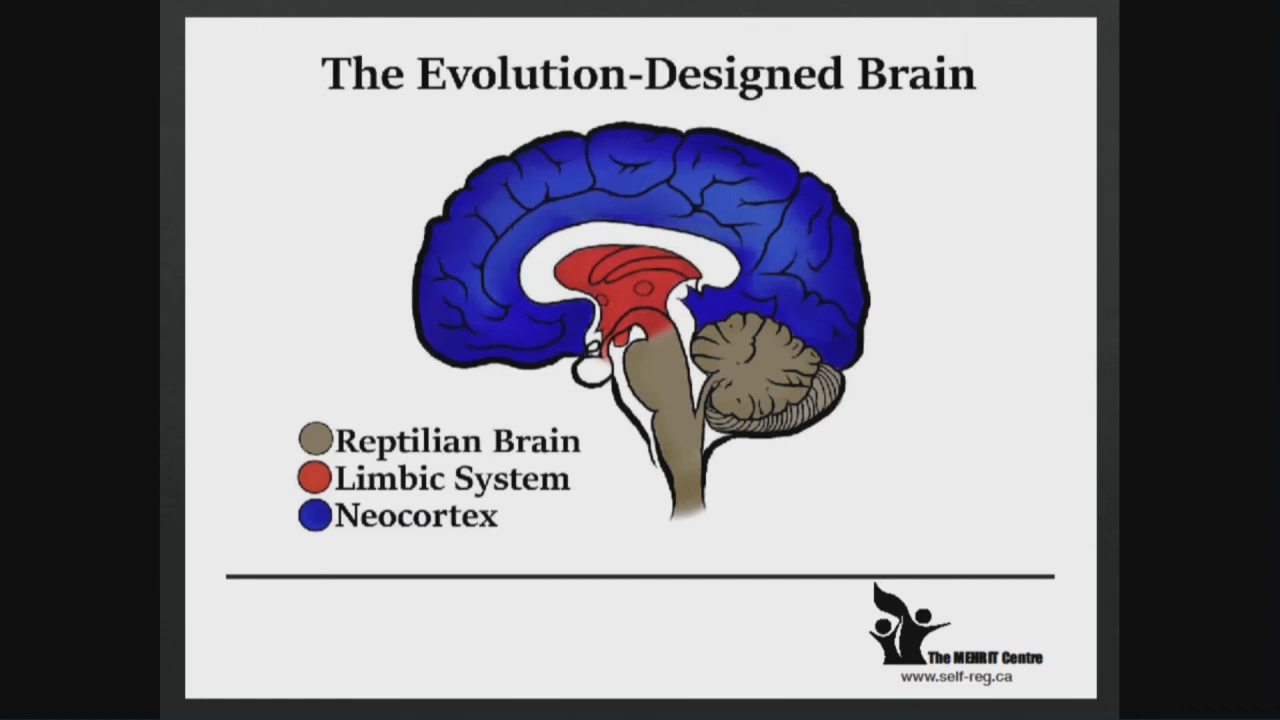 The Evolution-Designed Brain
Reptilian Brain
Limbic System
Neocortex
The MEHRIT Centre
www.self-reg.ca